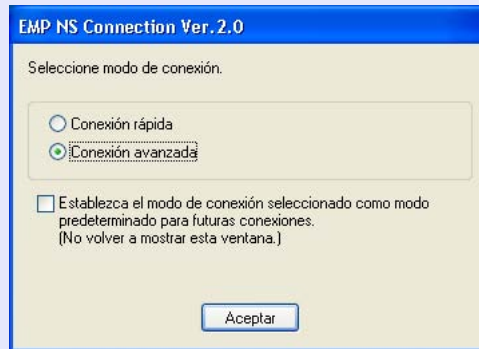 EMP NS Connection Ver.2.0
Seleccione modo de conexión.
Conexión rápida
Conexión avanzada
Establezca el modo de conexión seleccionado como modo
predeterminado para futuras conexiones.
(No volver a mostrar esta ventana.)
Aceptar